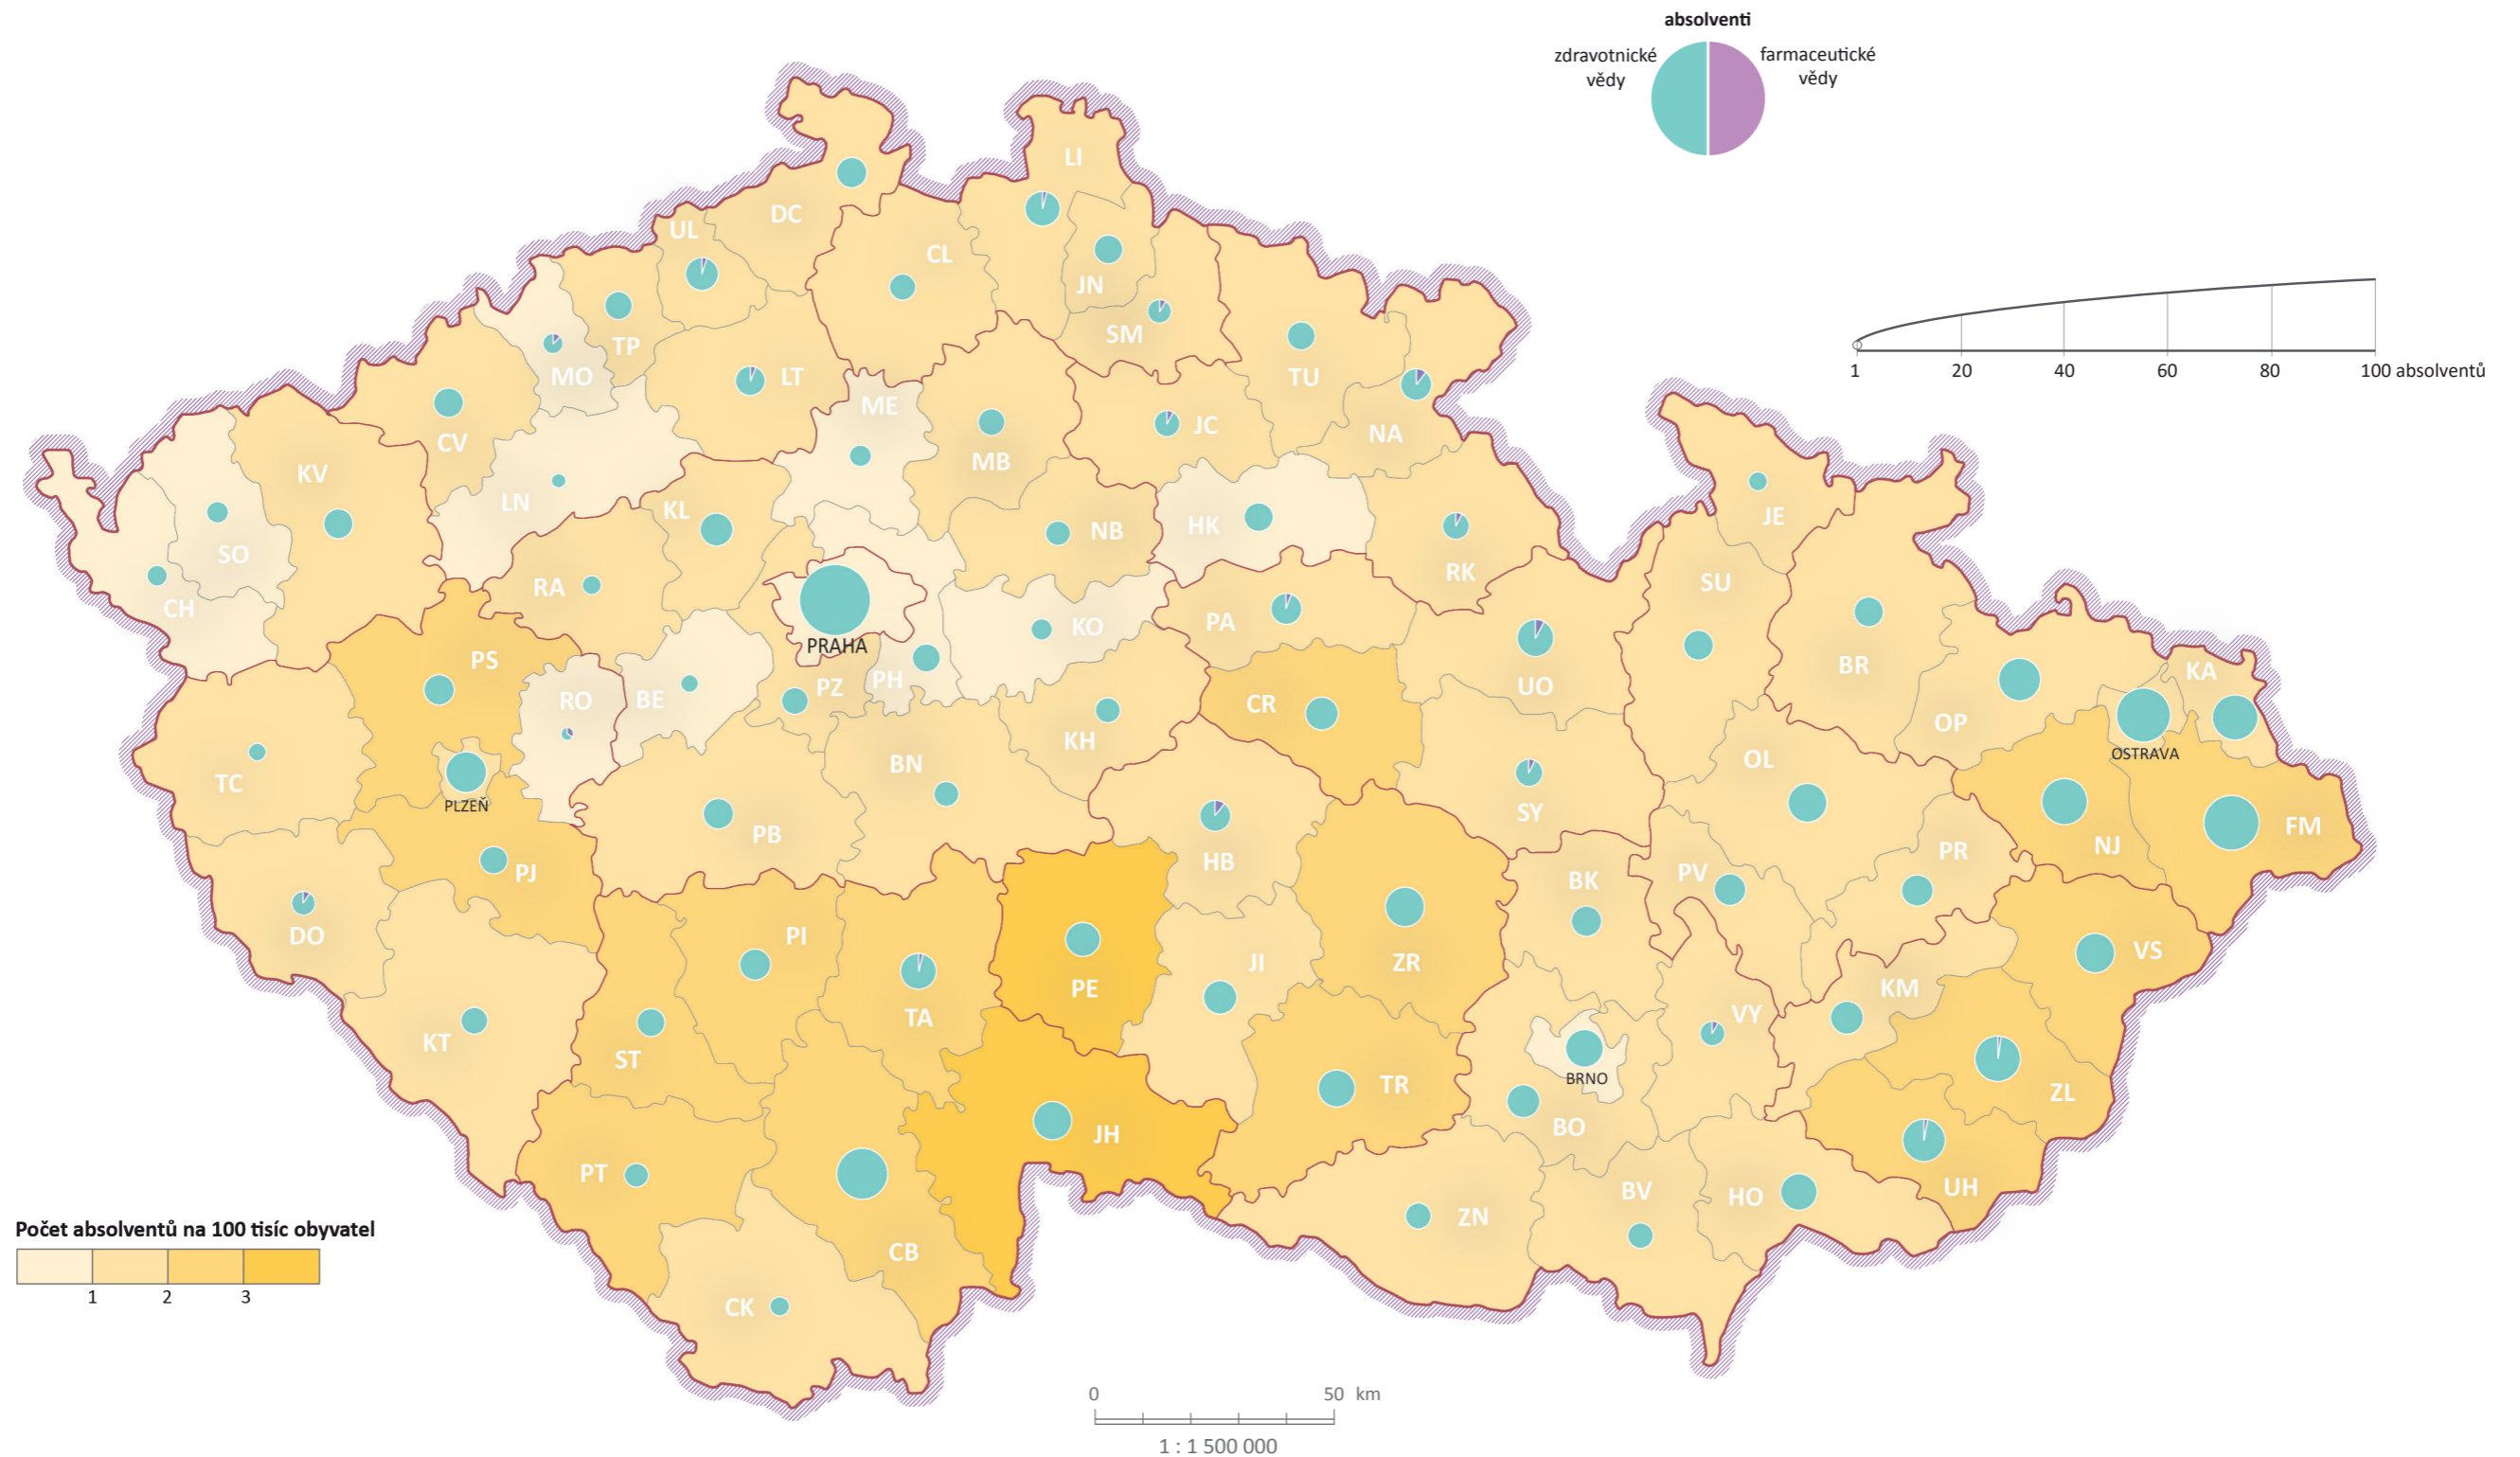 absolventi
zdravotnické
vědy
farmaceutické
vědy
LI
DC
UL
CL
JN
SM
TP
MO
LT
TU
1 20 40 60 80 100 absolventů
ME
JC
NA
CV
MB
KV
LN
KL
HK
NB
JE
SO
RA
RK
SU
CH
PA
KO
PRAHA
PS
BR
KA
PH
PZ
UO
RO
BE
CR
OP
KH
OSTRAVA
BN
OL
TC
PLZEŇ
SY
FM
PB
NJ
PR
HB
PJ
PV
BK
DO
PI
VS
JI
ZR
PE
KM
TA
VY
KT
ST
BRNO
TR
ZL
BO
JH
PT
UH
BV
HO
ZN
Počet absolventů na 100 tisíc obyvatel
CB
1 2 3
CK
0 50 km
1 : 1 500 000